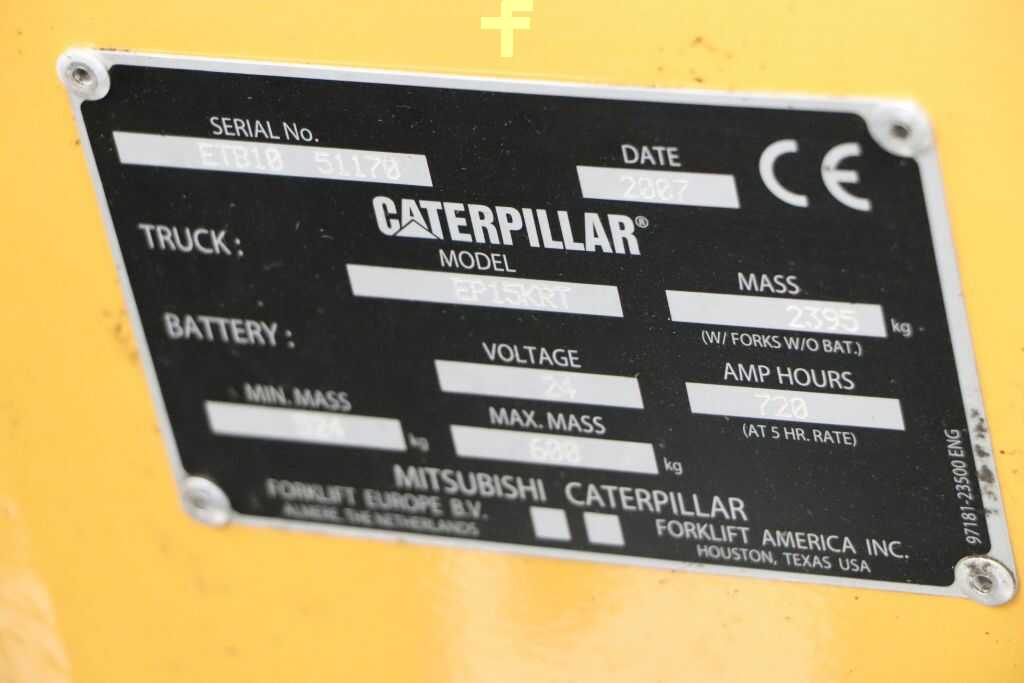 SERIAL No.
ETB10 51170
DATE
2007
CE
CATERPILLAR®
TRUCK :
MODEL
EP15KRT
MASS
2395 kg
(W/ FORKS W/O BAT.)
BATTERY :
VOLTAGE
24
AMP HOURS
720
(AT 5 HR. RATE)
MIN. MASS
kg
MAX. MASS
600 kg
MITSUBISHI CATERPILLAR
FORKLIFT EUROPE B.V.
ALMERE, THE NETHERLANDS
FORKLIFT AMERICA INC.
HOUSTON, TEXAS USA
97181-23500 ENG